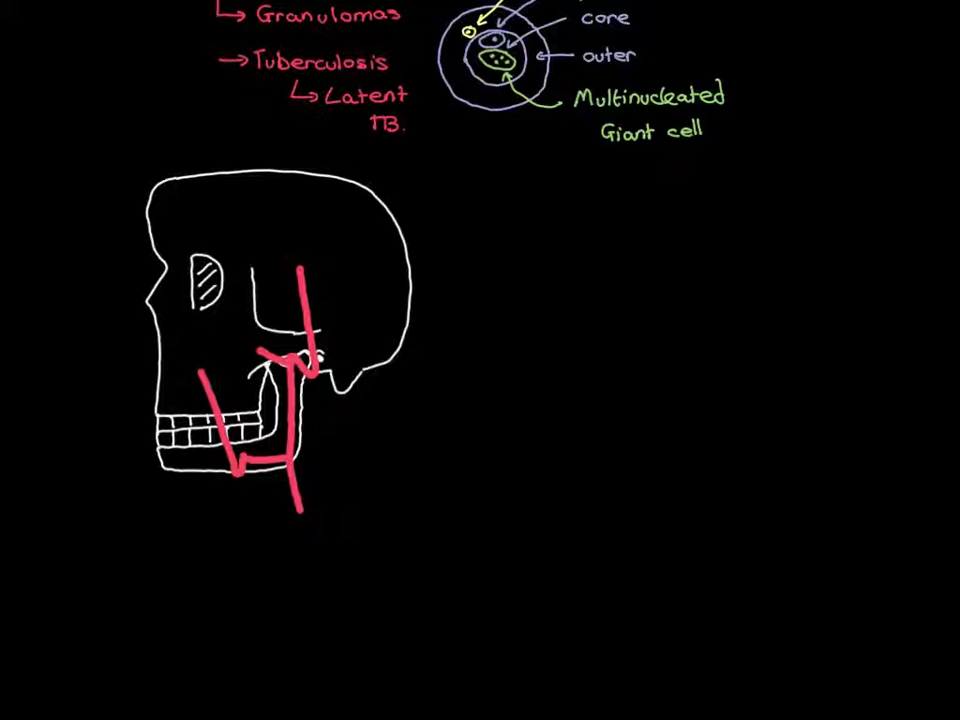 Granulomas
core
Tuberculosis
outer
Latent
TB.
Multinucleated
Giant cell